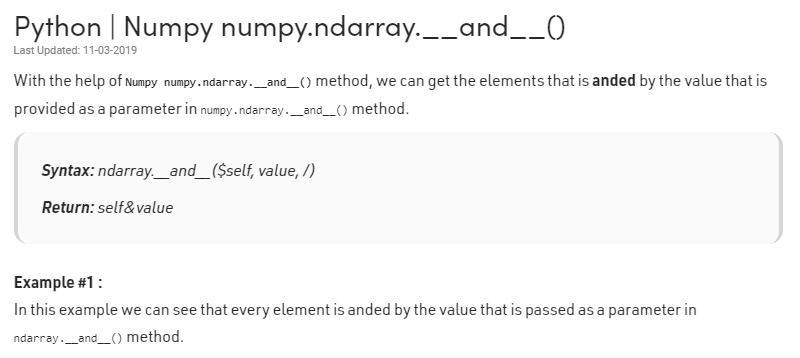 Python | Numpy numpy.ndarray.__and__()
Last Updated: 11-03-2019
With the help of Numpy numpy.ndarray.__and__() method, we can get the elements that is anded by the value that is
provided as a parameter in numpy.ndarray.__and__() method.
Syntax: ndarray.__and__($self, value, /)
Return: self&value
Example #1 :
In this example we can see that every element is anded by the value that is passed as a parameter in
ndarray.__and__() method.